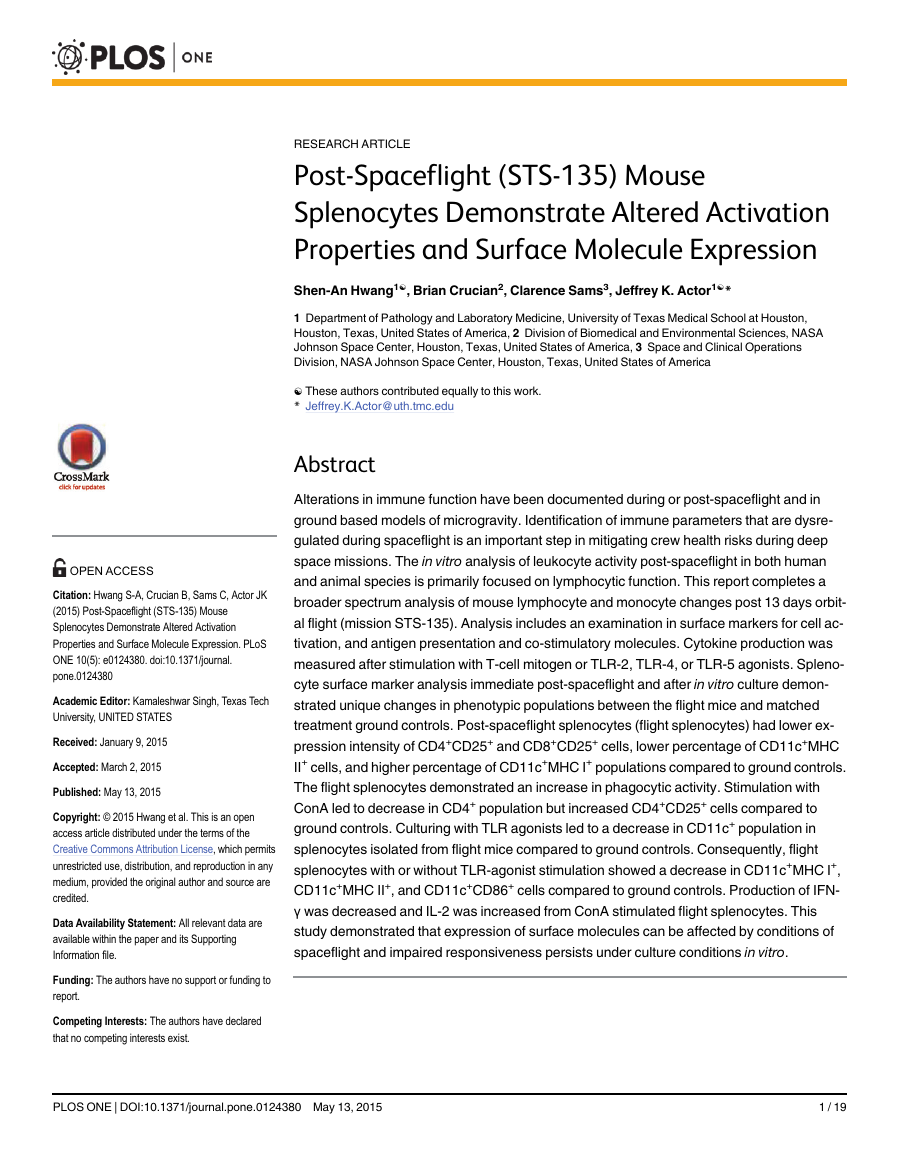 PLOS ONE
RESEARCH ARTICLE
Post-Spaceflight (STS-135) Mouse
Splenocytes Demonstrate Altered Activation
Properties and Surface Molecule Expression
Shen-An Hwang¹☯, Brian Crucian², Clarence Sams³, Jeffrey K. Actor¹☯*
1 Department of Pathology and Laboratory Medicine, University of Texas Medical School at Houston,
Houston, Texas, United States of America, 2 Division of Biomedical and Environmental Sciences, NASA
Johnson Space Center, Houston, Texas, United States of America, 3 Space and Clinical Operations
Division, NASA Johnson Space Center, Houston, Texas, United States of America
☯ These authors contributed equally to this work.
* Jeffrey.K.Actor@uth.tmc.edu
Abstract
Alterations in immune function have been documented during or post-spaceflight and in
ground based models of microgravity. Identification of immune parameters that are dysre-
gulated during spaceflight is an important step in mitigating crew health risks during deep
space missions. The in vitro analysis of leukocyte activity post-spaceflight in both human
and animal species is primarily focused on lymphocytic function. This report completes a
broader spectrum analysis of mouse lymphocyte and monocyte changes post 13 days orbit-
al flight (mission STS-135). Analysis includes an examination in surface markers for cell ac-
tivation, and antigen presentation and co-stimulatory molecules. Cytokine production was
measured after stimulation with T-cell mitogen or TLR-2, TLR-4, or TLR-5 agonists. Spleno-
cyte surface marker analysis immediate post-spaceflight and after in vitro culture demon-
strated unique changes in phenotypic populations between the flight mice and matched
treatment ground controls. Post-spaceflight splenocytes (flight splenocytes) had lower ex-
pression intensity of CD4⁺CD25⁺ and CD8⁺CD25⁺ cells, lower percentage of CD11c⁺MHC
II⁺ cells, and higher percentage of CD11c⁺MHC I⁺ populations compared to ground controls.
The flight splenocytes demonstrated an increase in phagocytic activity. Stimulation with
ConA led to decrease in CD4⁺ population but increased CD4⁺CD25⁺ cells compared to
ground controls. Culturing with TLR agonists led to a decrease in CD11c⁺ population in
splenocytes isolated from flight mice compared to ground controls. Consequently, flight
splenocytes with or without TLR-agonist stimulation showed a decrease in CD11c⁺MHC I⁺,
CD11c⁺MHC II⁺, and CD11c⁺CD86⁺ cells compared to ground controls. Production of IFN-
γ was decreased and IL-2 was increased from ConA stimulated flight splenocytes. This
study demonstrated that expression of surface molecules can be affected by conditions of
spaceflight and impaired responsiveness persists under culture conditions in vitro.
CrossMark
click for updates
OPEN ACCESS
Citation: Hwang S-A, Crucian B, Sams C, Actor JK
(2015) Post-Spaceflight (STS-135) Mouse
Splenocytes Demonstrate Altered Activation
Properties and Surface Molecule Expression. PLoS
ONE 10(5): e0124380. doi:10.1371/journal.
pone.0124380
Academic Editor: Kamaleshwar Singh, Texas Tech
University, UNITED STATES
Received: January 9, 2015
Accepted: March 2, 2015
Published: May 13, 2015
Copyright: © 2015 Hwang et al. This is an open
access article distributed under the terms of the
Creative Commons Attribution License, which permits
unrestricted use, distribution, and reproduction in any
medium, provided the original author and source are
credited.
Data Availability Statement: All relevant data are
available within the paper and its Supporting
Information file.
Funding: The authors have no support or funding to
report.
Competing Interests: The authors have declared
that no competing interests exist.
PLOS ONE | DOI:10.1371/journal.pone.0124380 May 13, 2015
1 / 19